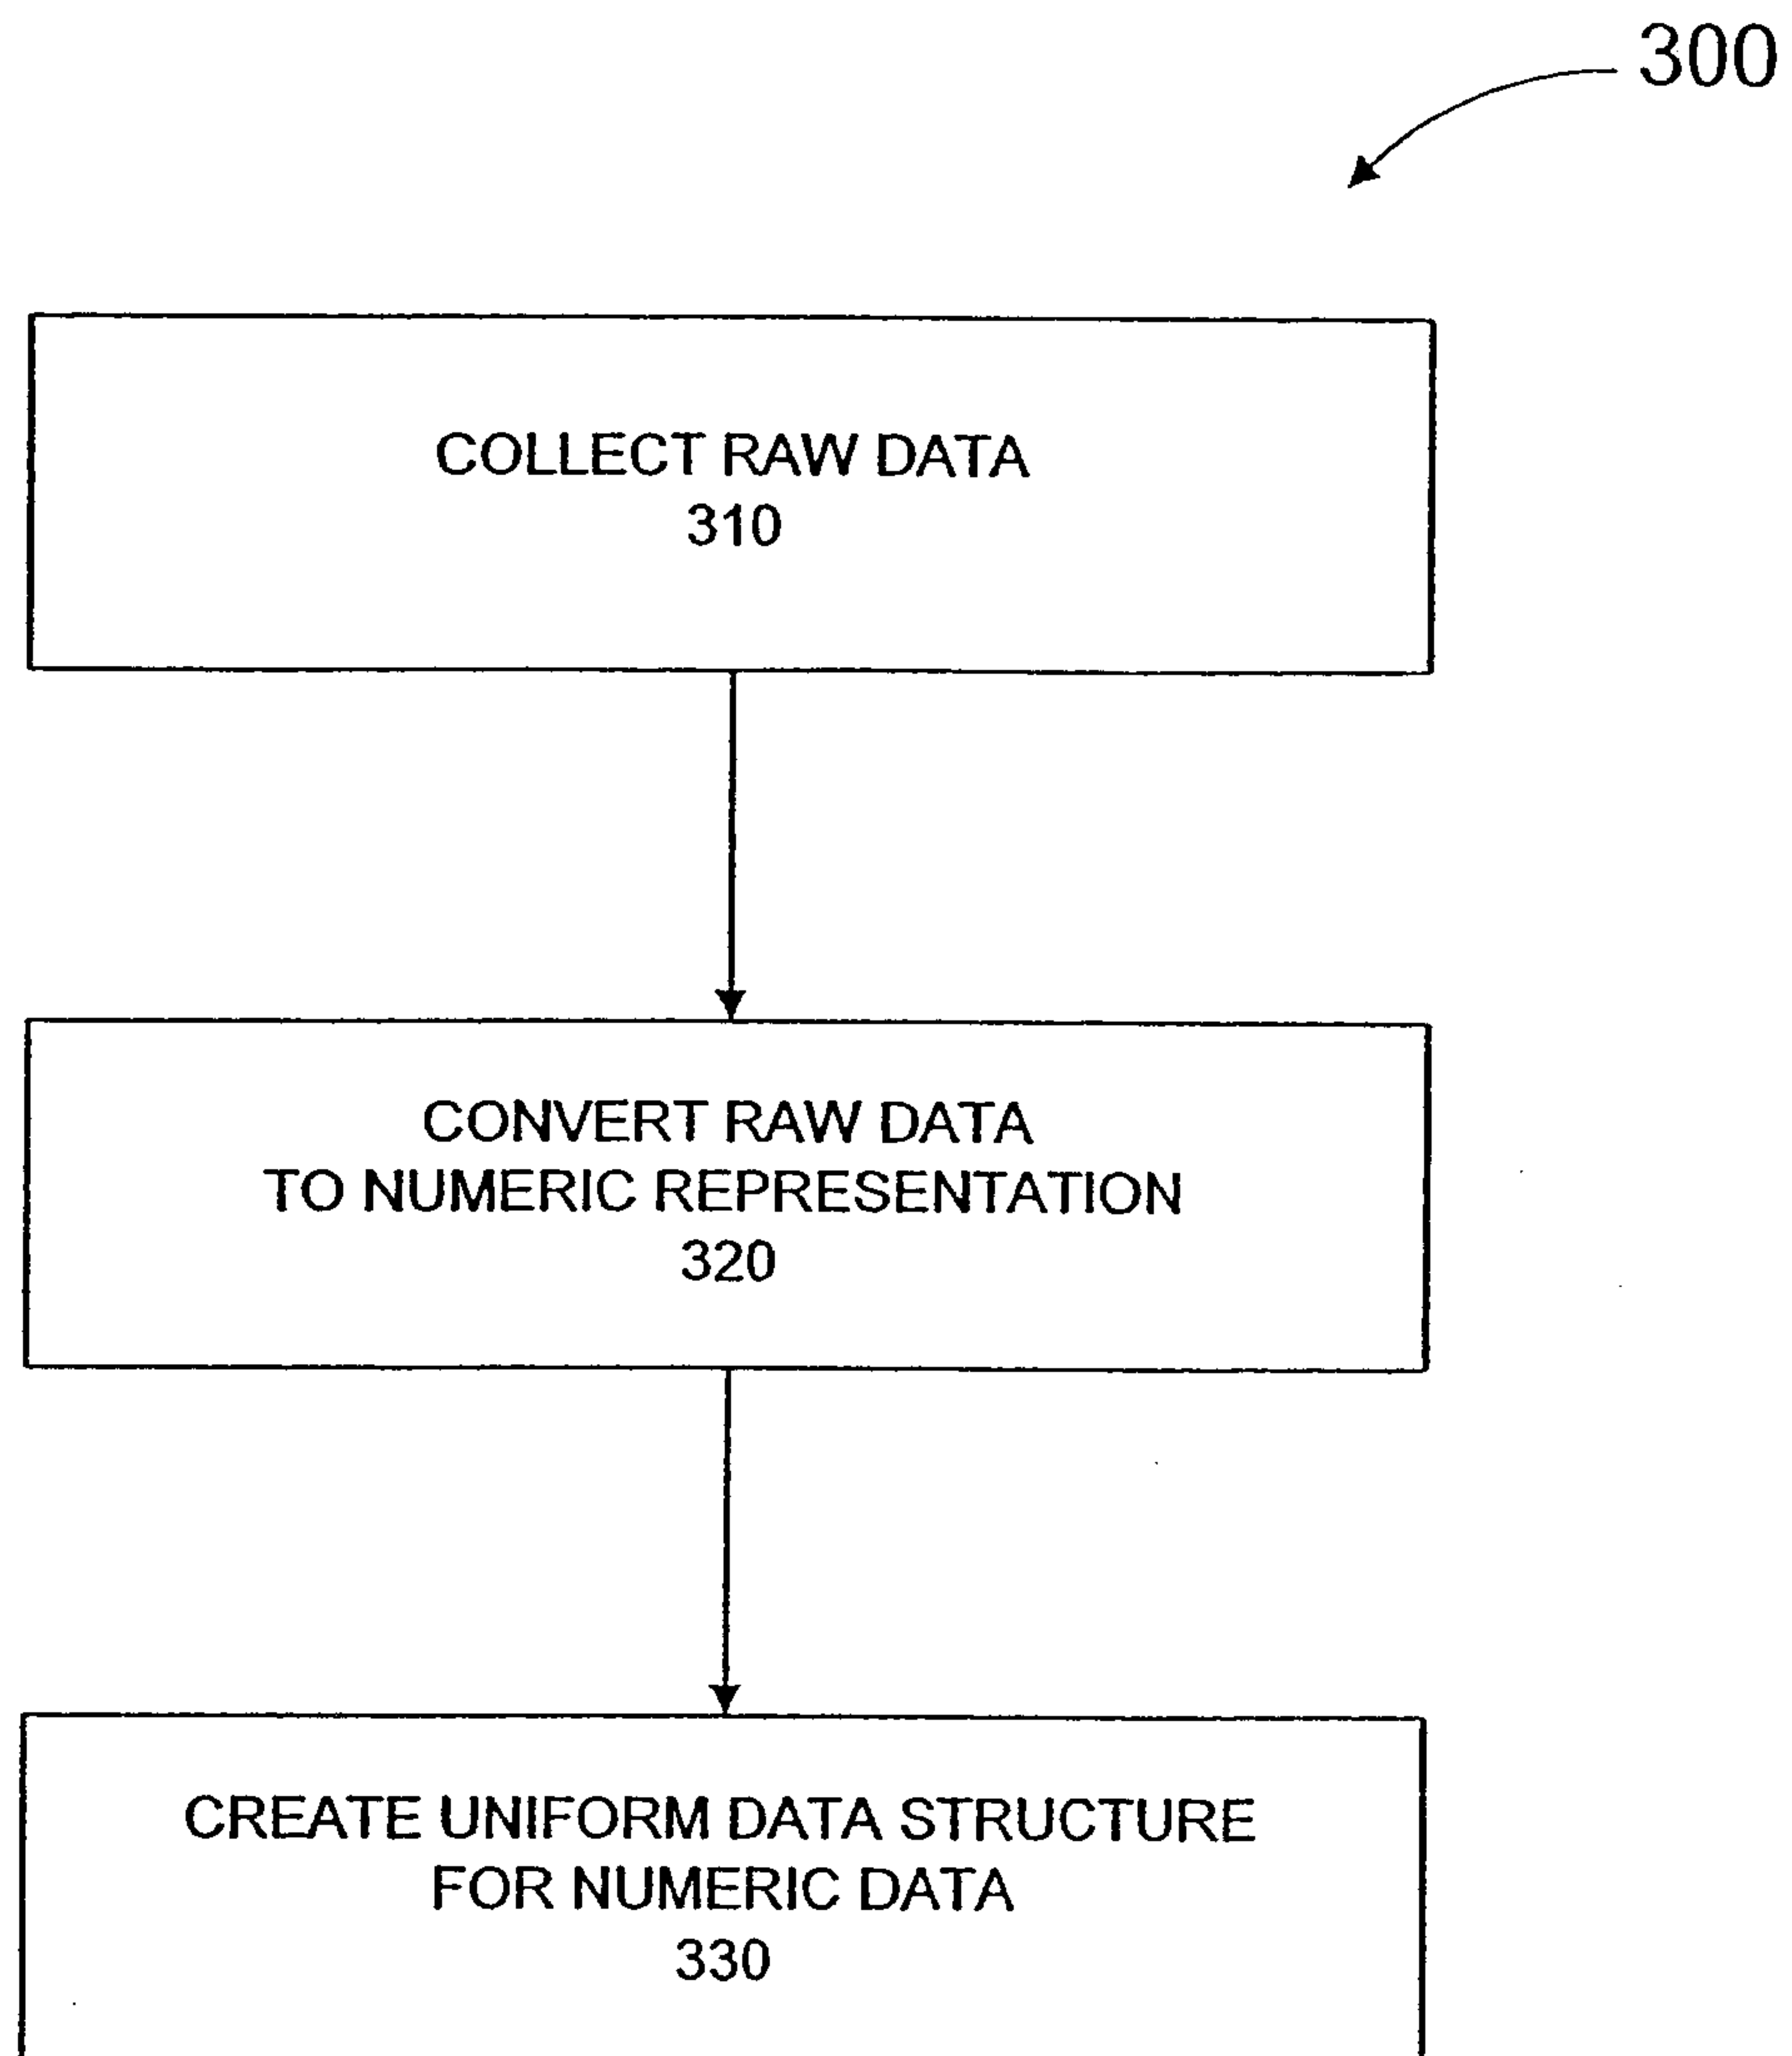 300
COLLECT RAW DATA
310
CONVERT RAW DATA
TO NUMERIC REPRESENTATION
320
CREATE UNIFORM DATA STRUCTURE
FOR NUMERIC DATA
330